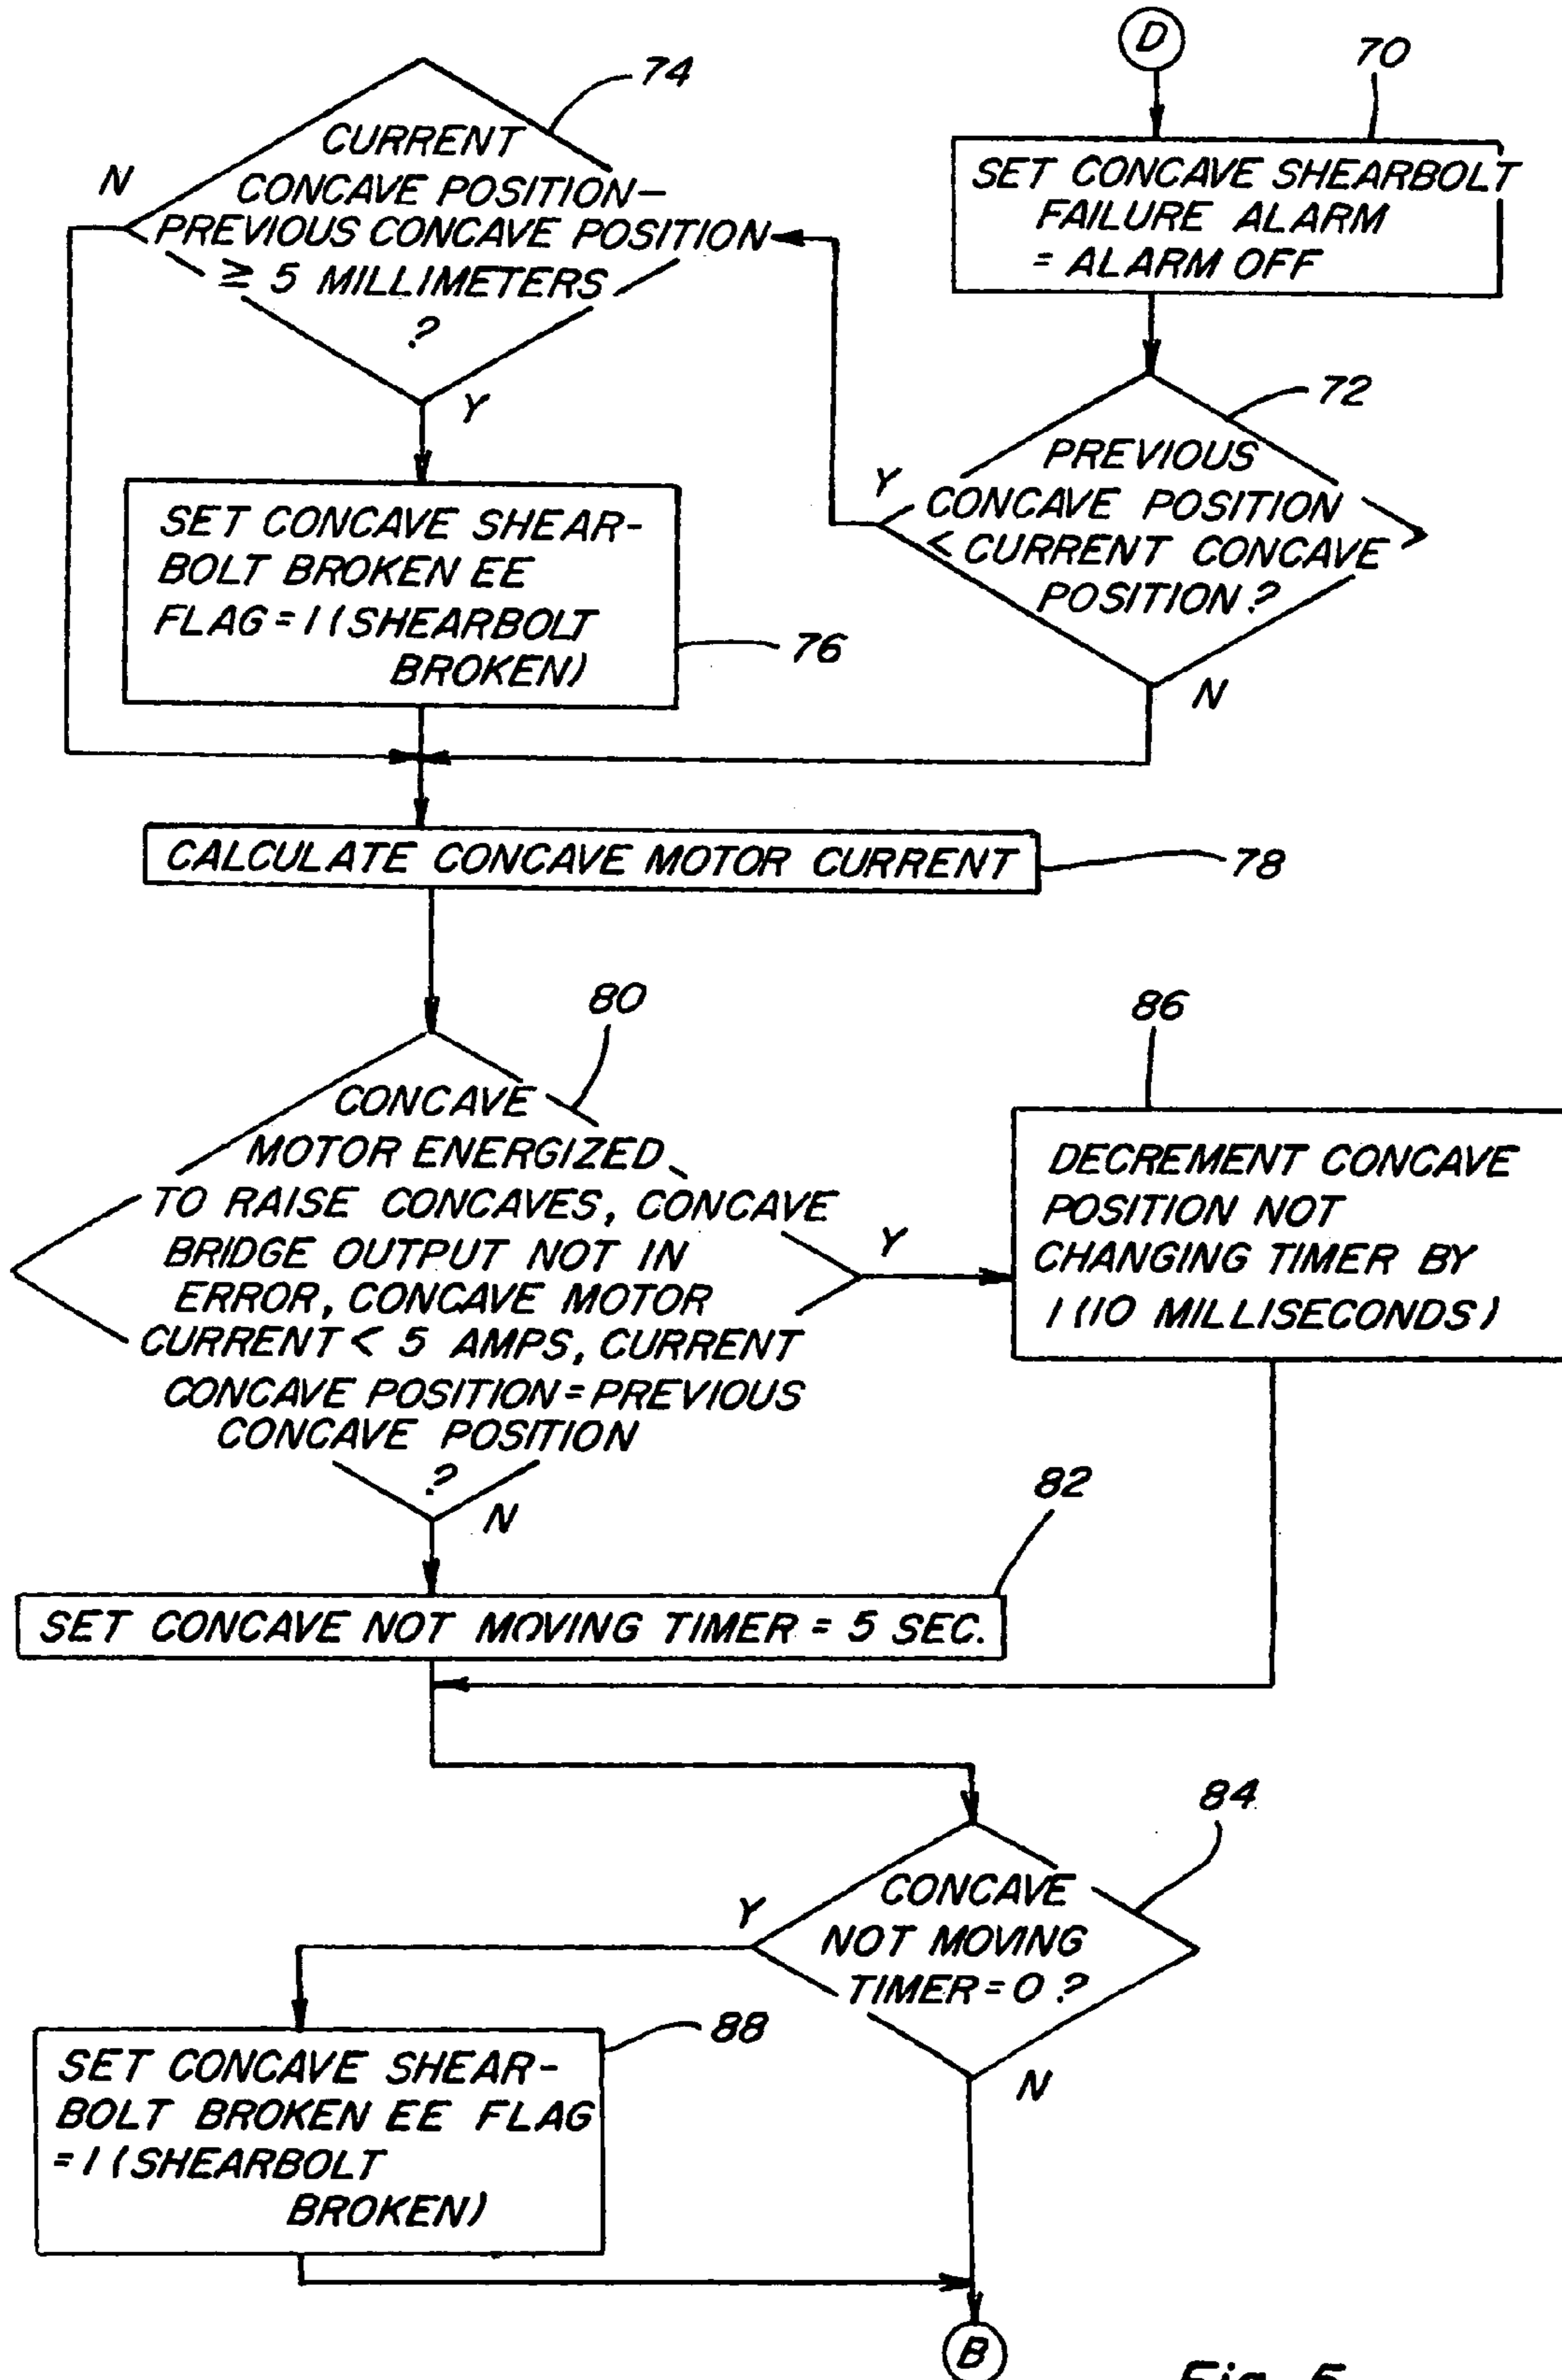 D
70
SET CONCAVE SHEARBOLT
FAILURE ALARM
= ALARM OFF
72
PREVIOUS
CONCAVE POSITION
< CURRENT CONCAVE
POSITION?
Y
N
74
CURRENT
CONCAVE POSITION-
PREVIOUS CONCAVE POSITION
≥ 5 MILLIMETERS
?
N
Y
SET CONCAVE SHEAR-
BOLT BROKEN EE
FLAG=1(SHEARBOLT
BROKEN)
76
CALCULATE CONCAVE MOTOR CURRENT
78
80
CONCAVE
MOTOR ENERGIZED
TO RAISE CONCAVES, CONCAVE
BRIDGE OUTPUT NOT IN
ERROR, CONCAVE MOTOR
CURRENT< 5 AMPS, CURRENT
CONCAVE POSITION=PREVIOUS
CONCAVE POSITION
?
Y
N
86
DECREMENT CONCAVE
POSITION NOT
CHANGING TIMER BY
1(10 MILLISECONDS)
82
SET CONCAVE NOT MOVING TIMER = 5 SEC.
84
CONCAVE
NOT MOVING
TIMER=0?
Y
N
88
SET CONCAVE SHEAR-
BOLT BROKEN EE FLAG
=1(SHEARBOLT
BROKEN)
B